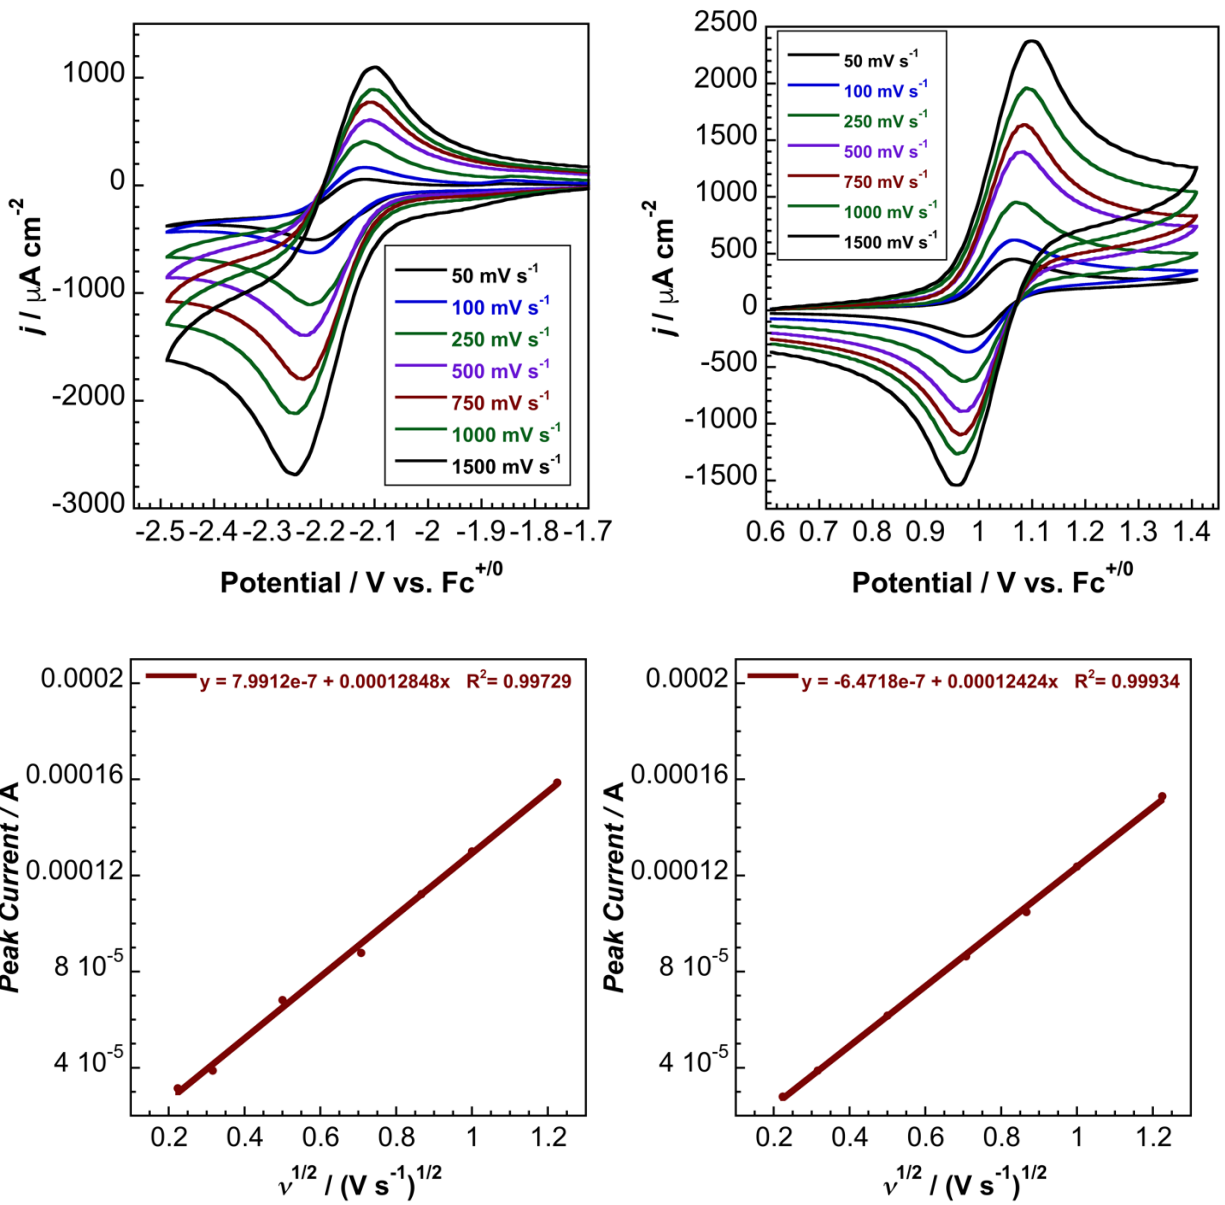 1000
0
-1000
-2000
-3000
j / μA cm⁻²
50 mV s⁻¹
100 mV s⁻¹
250 mV s⁻¹
500 mV s⁻¹
750 mV s⁻¹
1000 mV s⁻¹
1500 mV s⁻¹
-2.5 -2.4 -2.3 -2.2 -2.1 -2 -1.9 -1.8 -1.7
Potential / V vs. Fc⁺/⁰
2500
2000
1500
1000
500
0
-500
-1000
-1500
j / μA cm⁻²
50 mV s⁻¹
100 mV s⁻¹
250 mV s⁻¹
500 mV s⁻¹
750 mV s⁻¹
1000 mV s⁻¹
1500 mV s⁻¹
0.6 0.7 0.8 0.9 1 1.1 1.2 1.3 1.4
Potential / V vs. Fc⁺/⁰
y = 7.9912e-7 + 0.00012848x R²= 0.99729
0.0002
0.00016
0.00012
8 10⁻⁵
4 10⁻⁵
Peak Current / A
0.2 0.4 0.6 0.8 1 1.2
ν¹/² / (V s⁻¹)¹/²
y = -6.4718e-7 + 0.00012424x R²= 0.99934
0.0002
0.00016
0.00012
8 10⁻⁵
4 10⁻⁵
Peak Current / A
0.2 0.4 0.6 0.8 1 1.2
ν¹/² / (V s⁻¹)¹/²